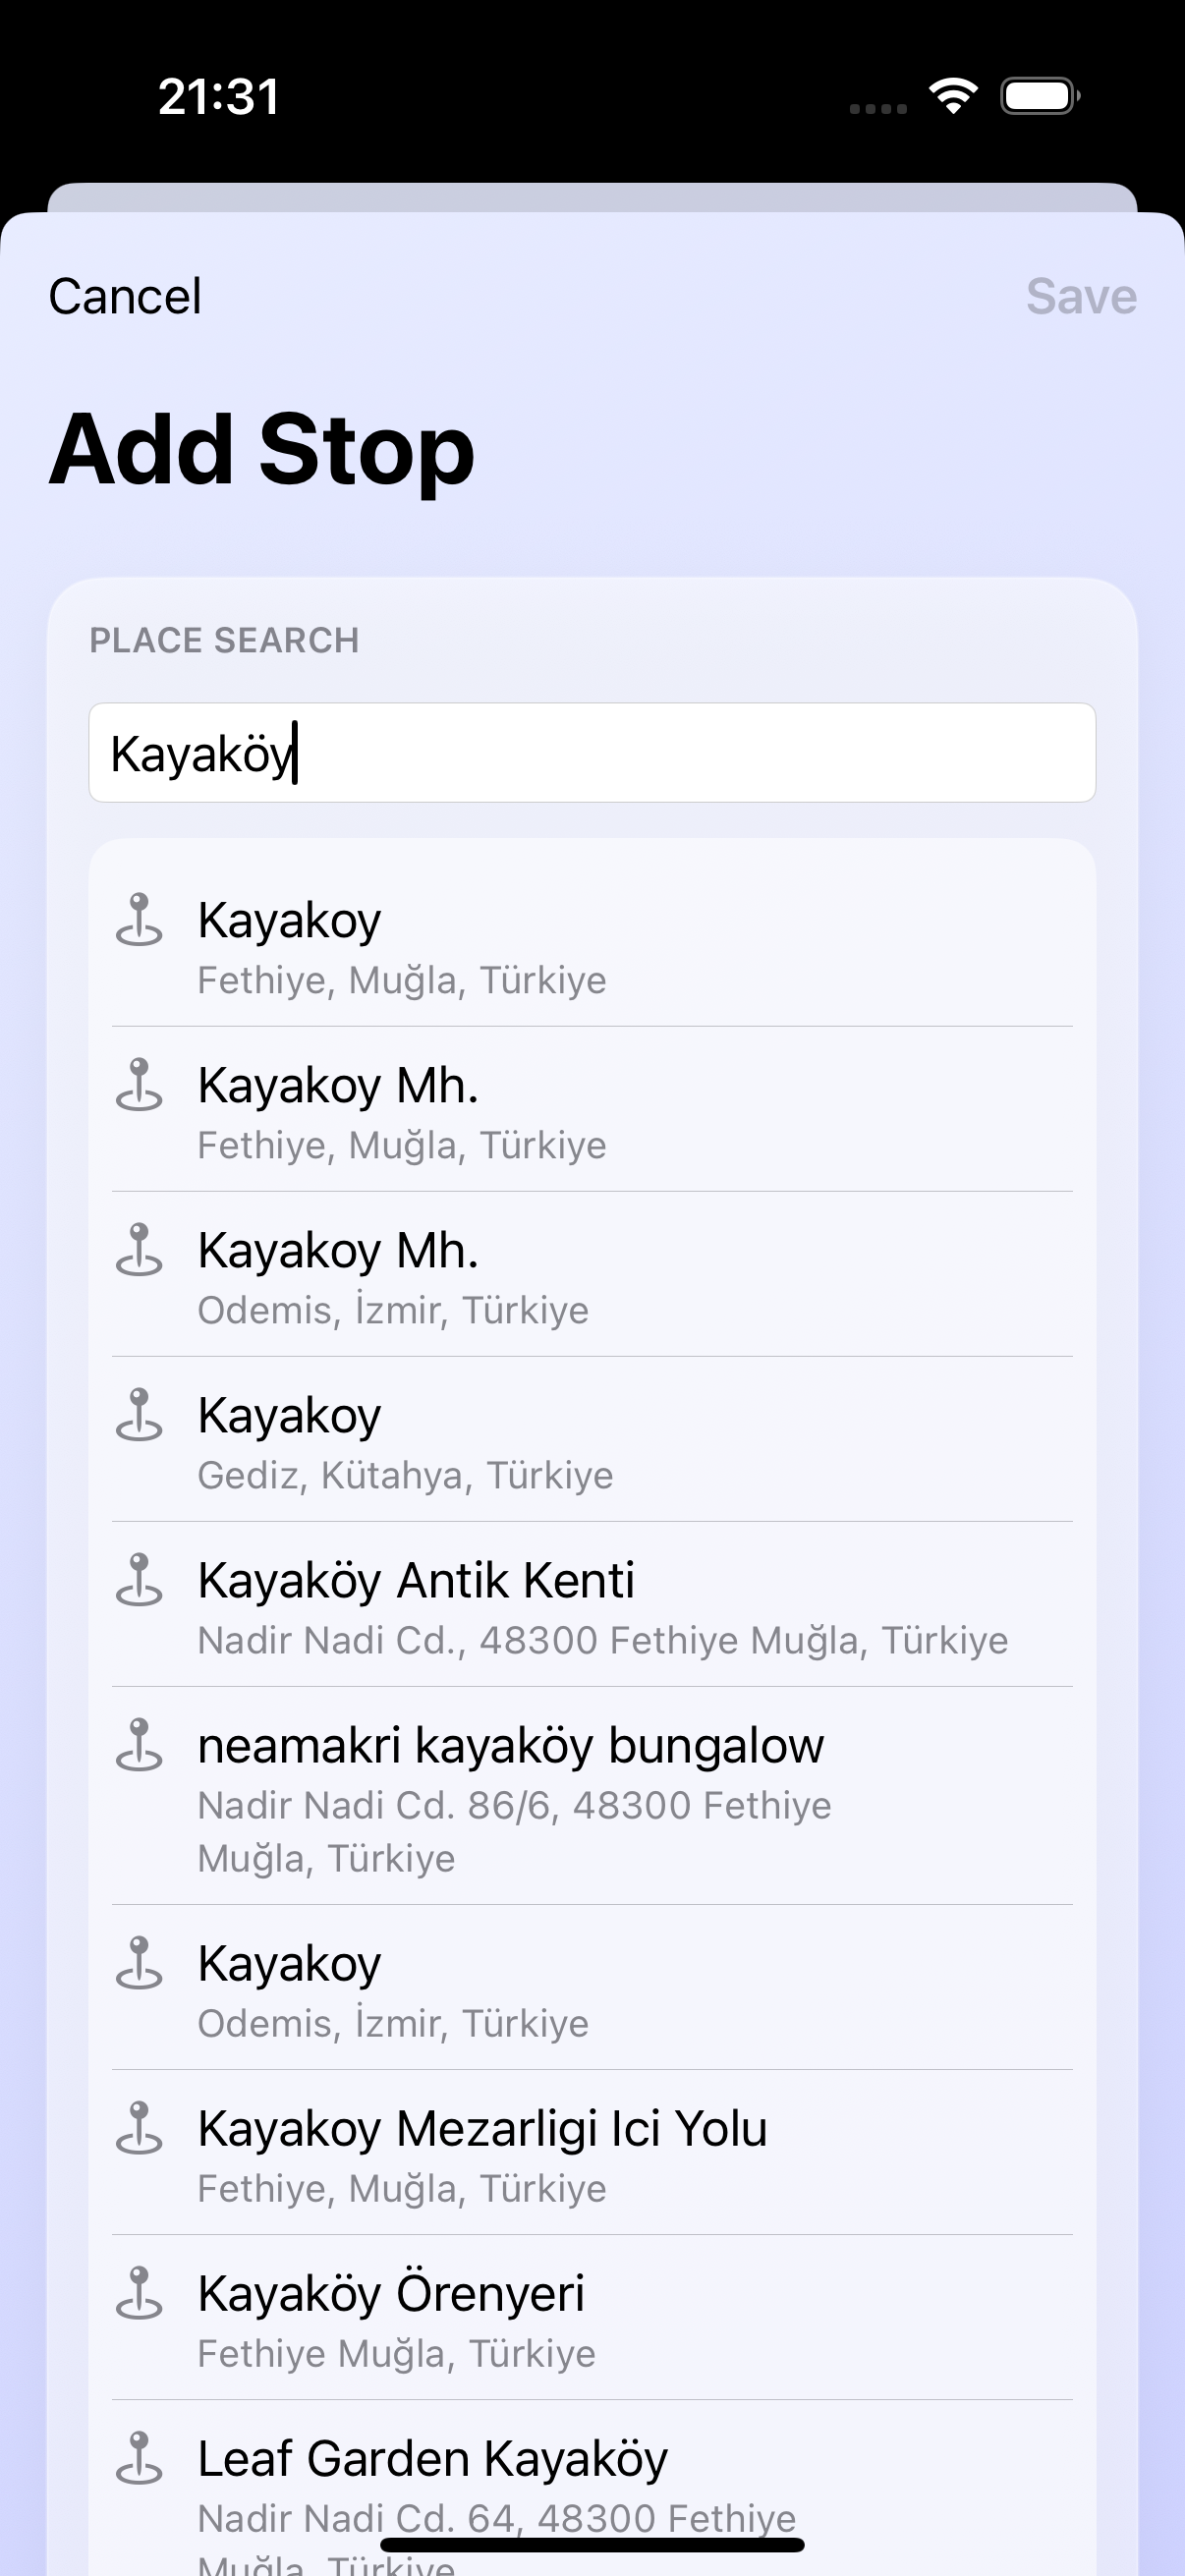 21:31
Cancel
Save
Add Stop
PLACE SEARCH
Kayaköy
Kayakoy
Fethiye, Muğla, Türkiye
Kayakoy Mh.
Fethiye, Muğla, Türkiye
Kayakoy Mh.
Odemis, İzmir, Türkiye
Kayakoy
Gediz, Kütahya, Türkiye
Kayaköy Antik Kenti
Nadir Nadi Cd., 48300 Fethiye Muğla, Türkiye
neamakri kayaköy bungalow
Nadir Nadi Cd. 86/6, 48300 Fethiye
Muğla, Türkiye
Kayakoy
Odemis, İzmir, Türkiye
Kayakoy Mezarligi Ici Yolu
Fethiye, Muğla, Türkiye
Kayaköy Örenyeri
Fethiye Muğla, Türkiye
Leaf Garden Kayaköy
Nadir Nadi Cd. 64, 48300 Fethiye
Muğla, Türkiye